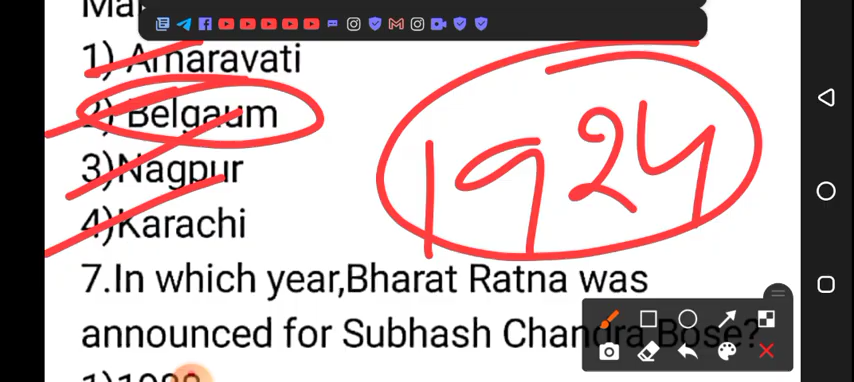 Ma
1) Amaravati
2) Belgaum
3)Nagpur
4)Karachi
1924
7.In which year,Bharat Ratna was
announced for Subhash Chandra Bose?